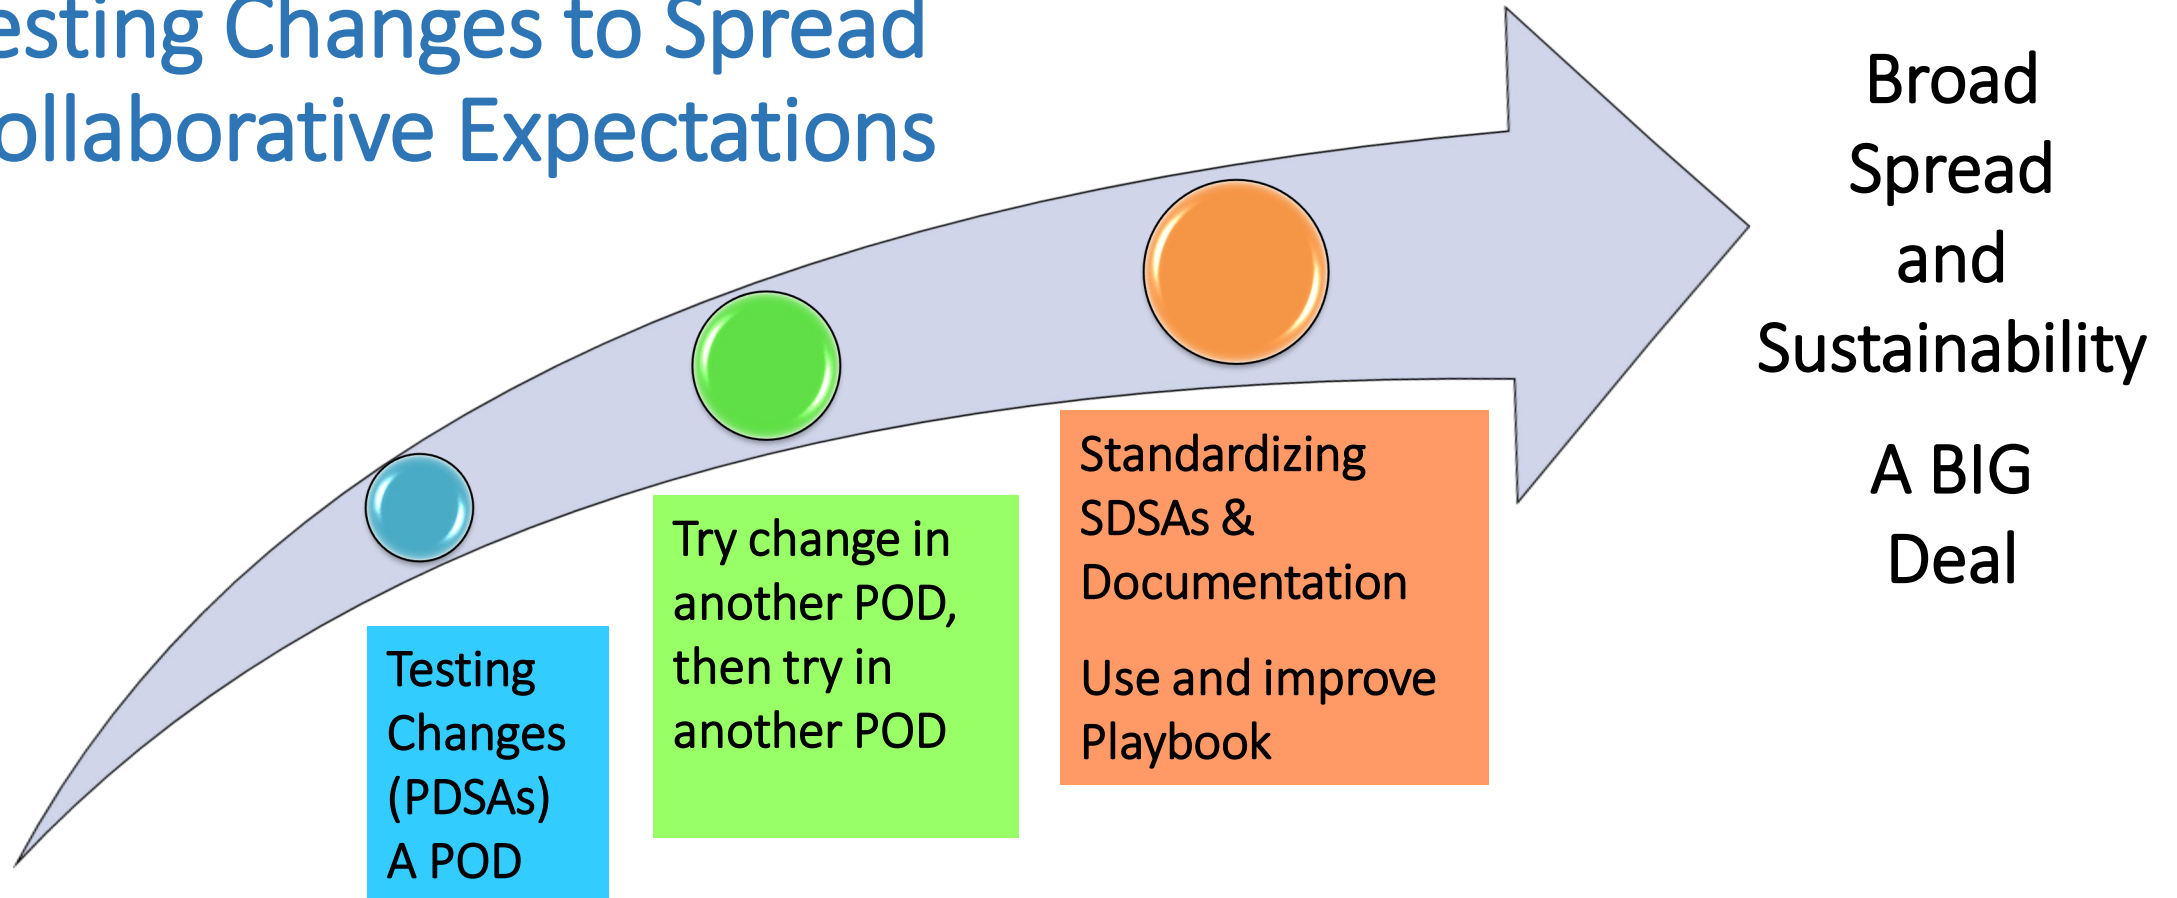 esting Changes to Spread
ollaborative Expectations
Broad
Spread
and
Sustainability
A BIG
Deal
Testing
Changes
(PDSAs)
A POD
Try change in
another POD,
then try in
another POD
Standardizing
SDSAs &
Documentation
Use and improve
Playbook